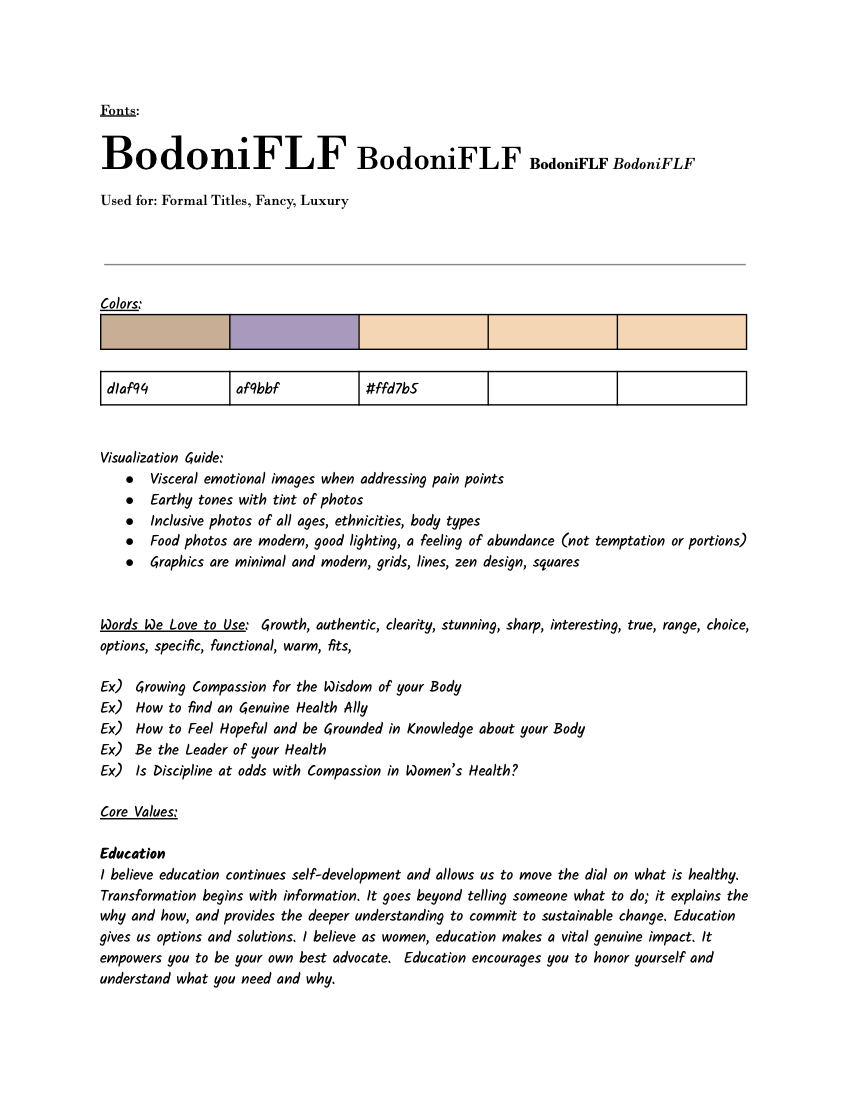 Fonts:
BodoniFLF BodoniFLF BodoniFLF BodoniFLF
Used for: Formal Titles, Fancy, Luxury
Colors:
d1af94 af9bbf #ffd7b5
Visualization Guide:
● Visceral emotional images when addressing pain points
● Earthy tones with tint of photos
● Inclusive photos of all ages, ethnicities, body types
● Food photos are modern, good lighting, a feeling of abundance (not temptation or portions)
● Graphics are minimal and modern, grids, lines, zen design, squares
Words We Love to Use: Growth, authentic, clearity, stunning, sharp, interesting, true, range, choice,
options, specific, functional, warm, fits,
Ex) Growing Compassion for the Wisdom of your Body
Ex) How to find an Genuine Health Ally
Ex) How to Feel Hopeful and be Grounded in Knowledge about your Body
Ex) Be the Leader of your Health
Ex) Is Discipline at odds with Compassion in Women's Health?
Core Values:
Education
I believe education continues self-development and allows us to move the dial on what is healthy.
Transformation begins with information. It goes beyond telling someone what to do; it explains the
why and how, and provides the deeper understanding to commit to sustainable change. Education
gives us options and solutions. I believe as women, education makes a vital genuine impact. It
empowers you to be your own best advocate. Education encourages you to honor yourself and
understand what you need and why.